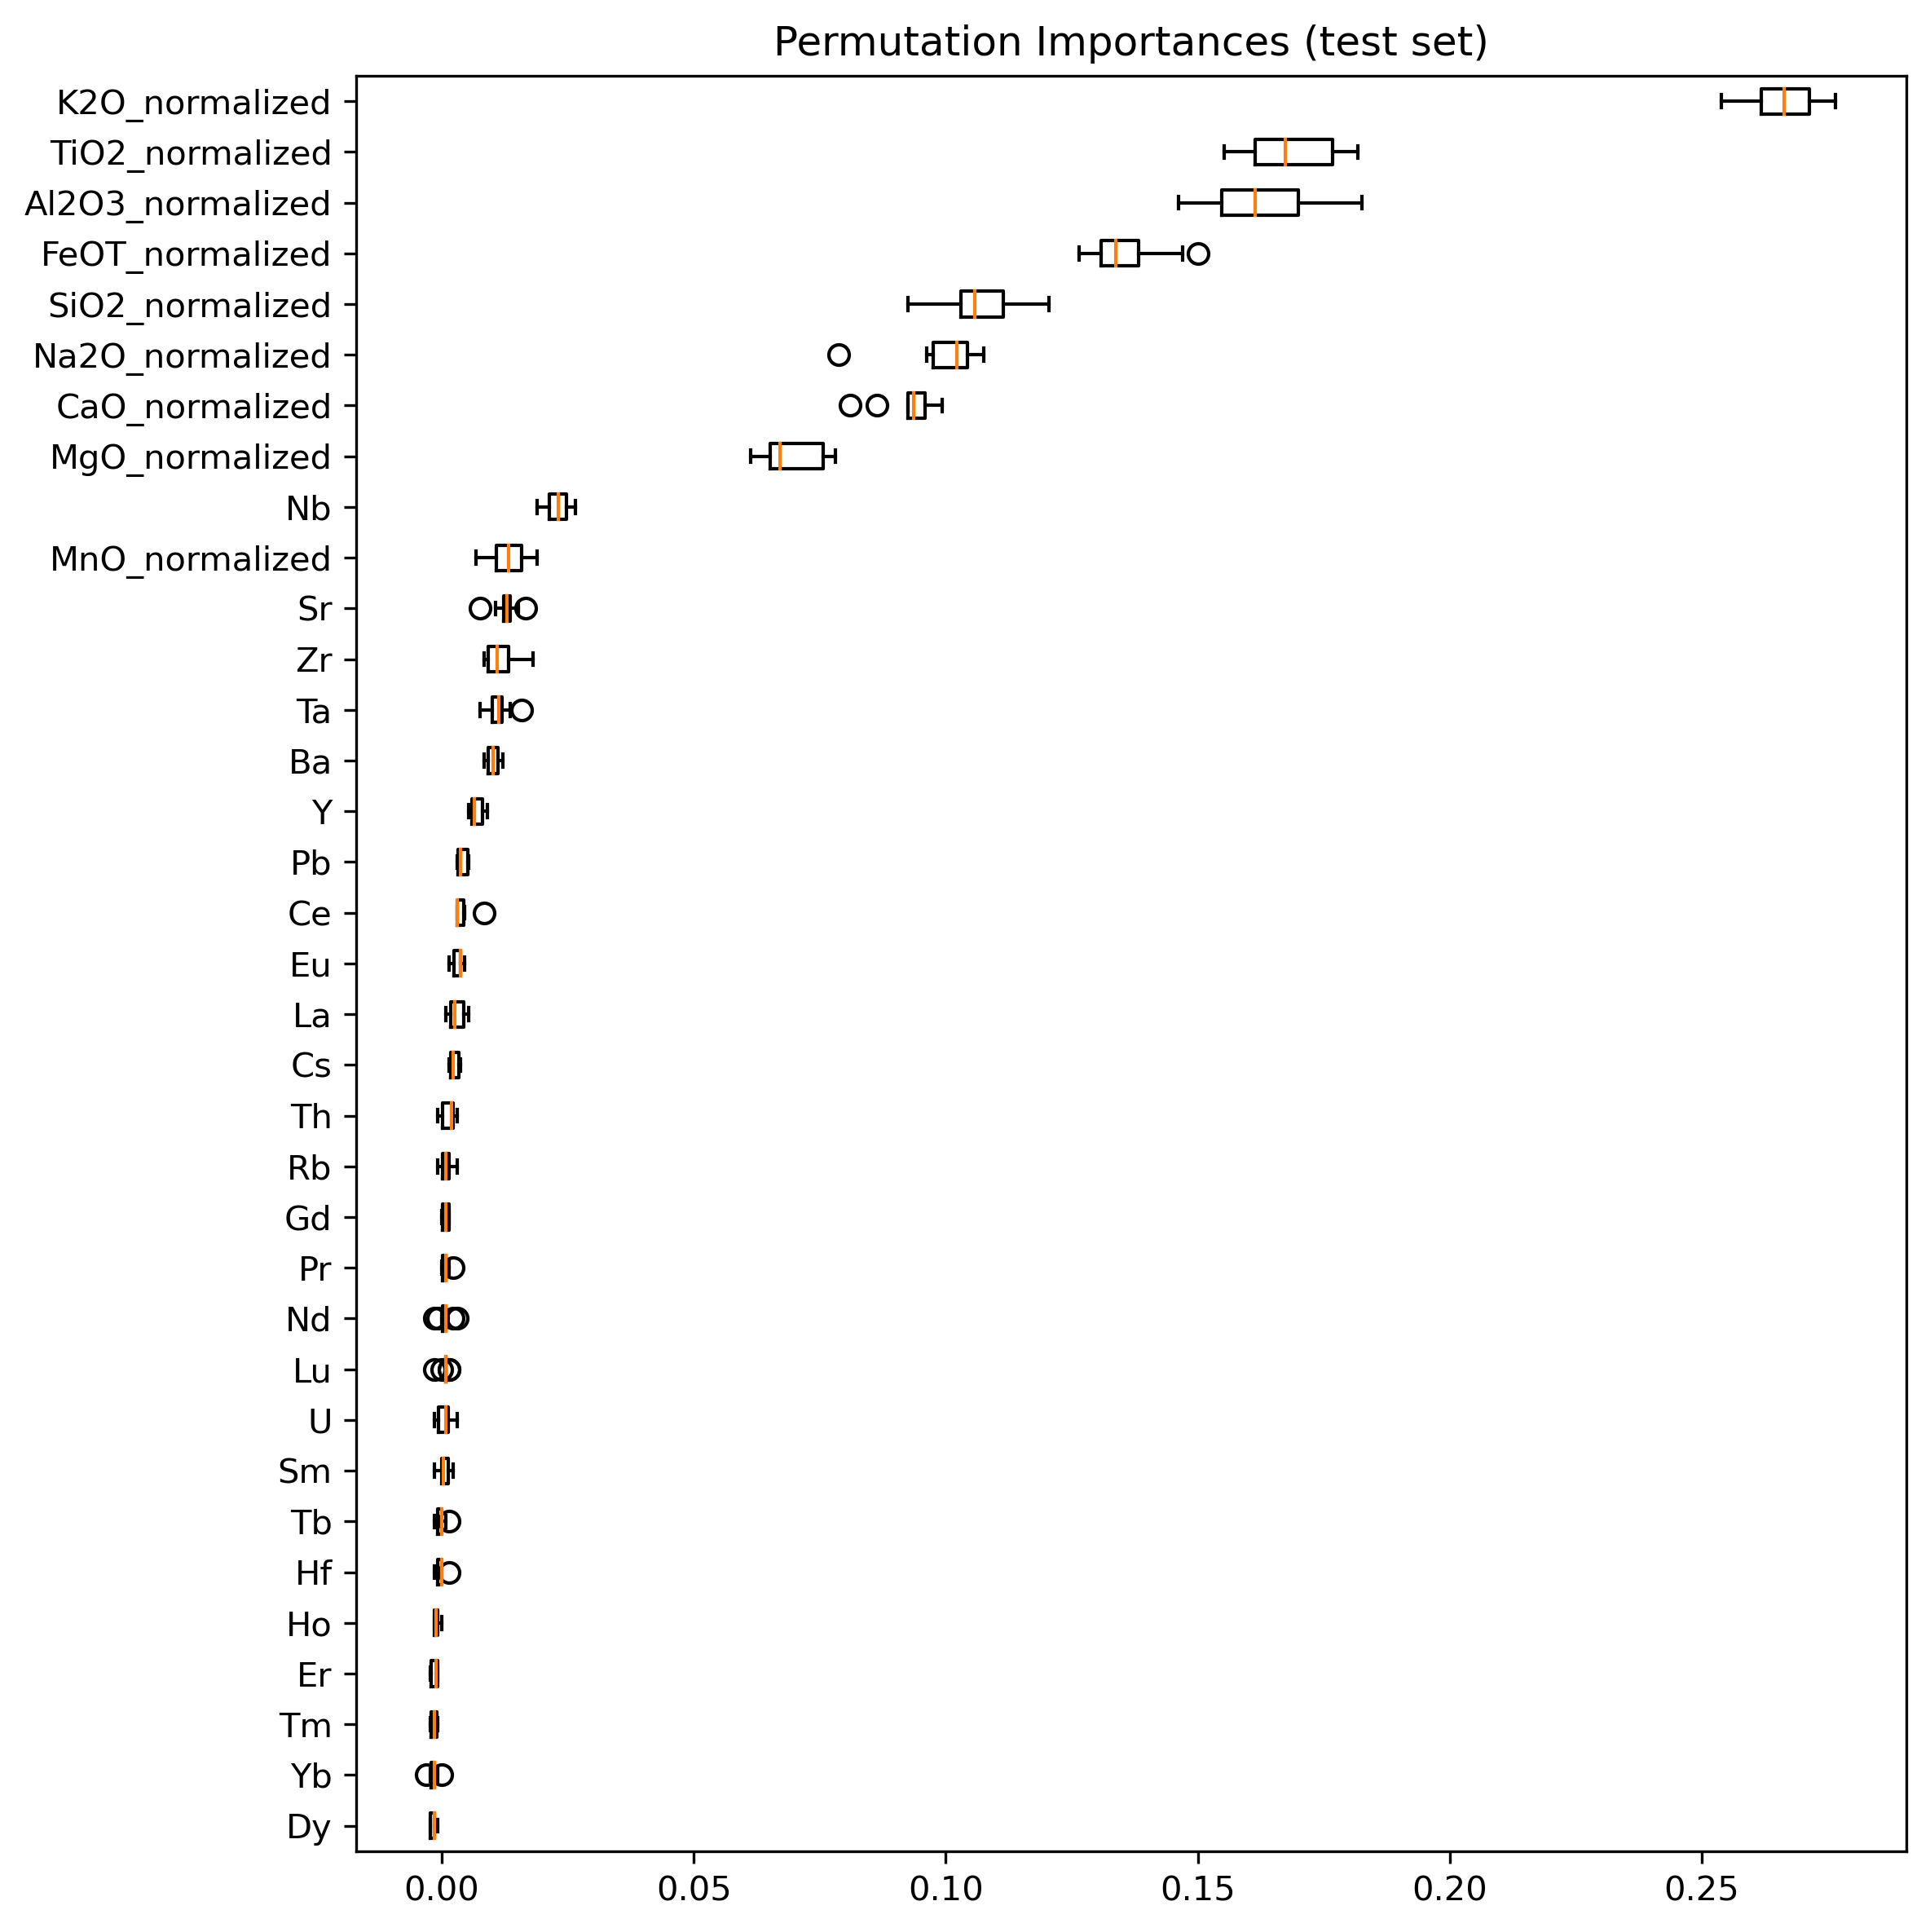 Permutation Importances (test set)
K2O_normalized
TiO2_normalized
Al2O3_normalized
FeOT_normalized
SiO2_normalized
Na2O_normalized
CaO_normalized
MgO_normalized
Nb
MnO_normalized
Sr
Zr
Ta
Ba
Y
Pb
Ce
Eu
La
Cs
Th
Rb
Gd
Pr
Nd
Lu
U
Sm
Tb
Hf
Ho
Er
Tm
Yb
Dy
0.00 0.05 0.10 0.15 0.20 0.25